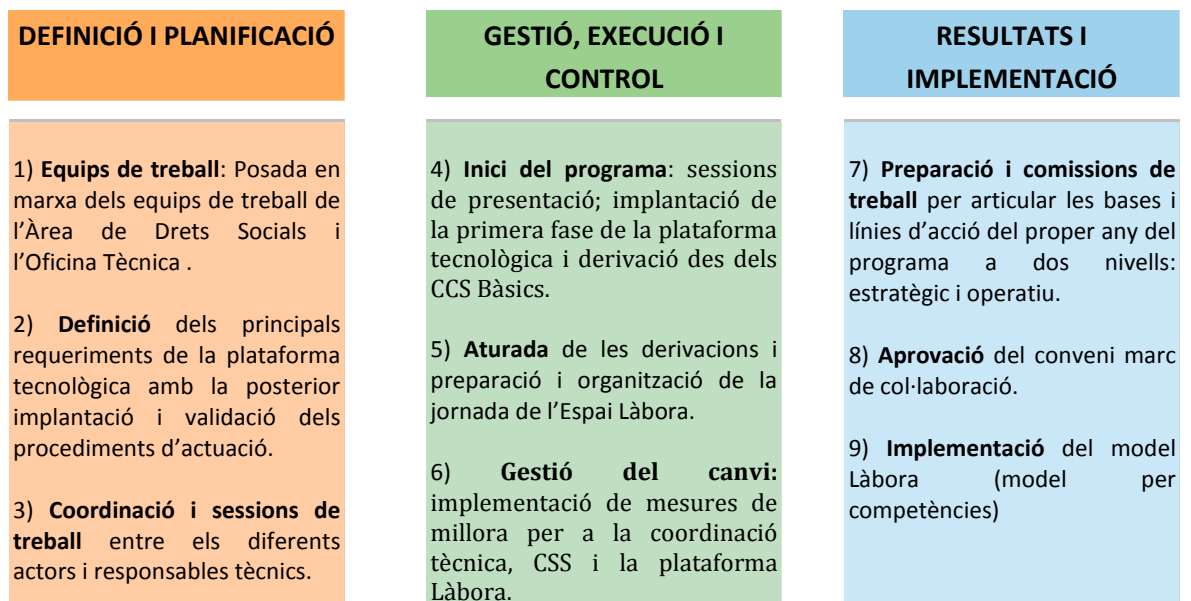 DEFINICIÓ I PLANIFICACIÓ
1) Equips de treball: Posada en
marxa dels equips de treball de
l’Àrea de Drets Socials i
l’Oficina Tècnica .
2) Definició dels principals
requeriments de la plataforma
tecnològica amb la posterior
implantació i validació dels
procediments d’actuació.
3) Coordinació i sessions de
treball entre els diferents
actors i responsables tècnics.
GESTIÓ, EXECUCIÓ I
CONTROL
4) Inici del programa: sessions
de presentació; implantació de
la primera fase de la plataforma
tecnològica i derivació des dels
CCS Bàsics.
5) Aturada de les derivacions i
preparació i organització de la
jornada de l’Espai Làbora.
6) Gestió del canvi:
implementació de mesures de
millora per a la coordinació
tècnica, CSS i la plataforma
Làbora.
RESULTATS I
IMPLEMENTACIÓ
7) Preparació i comissions de
treball per articular les bases i
línies d’acció del proper any del
programa a dos nivells:
estratègic i operatiu.
8) Aprovació del conveni marc
de col·laboració.
9) Implementació del model
Làbora (model per
competències)